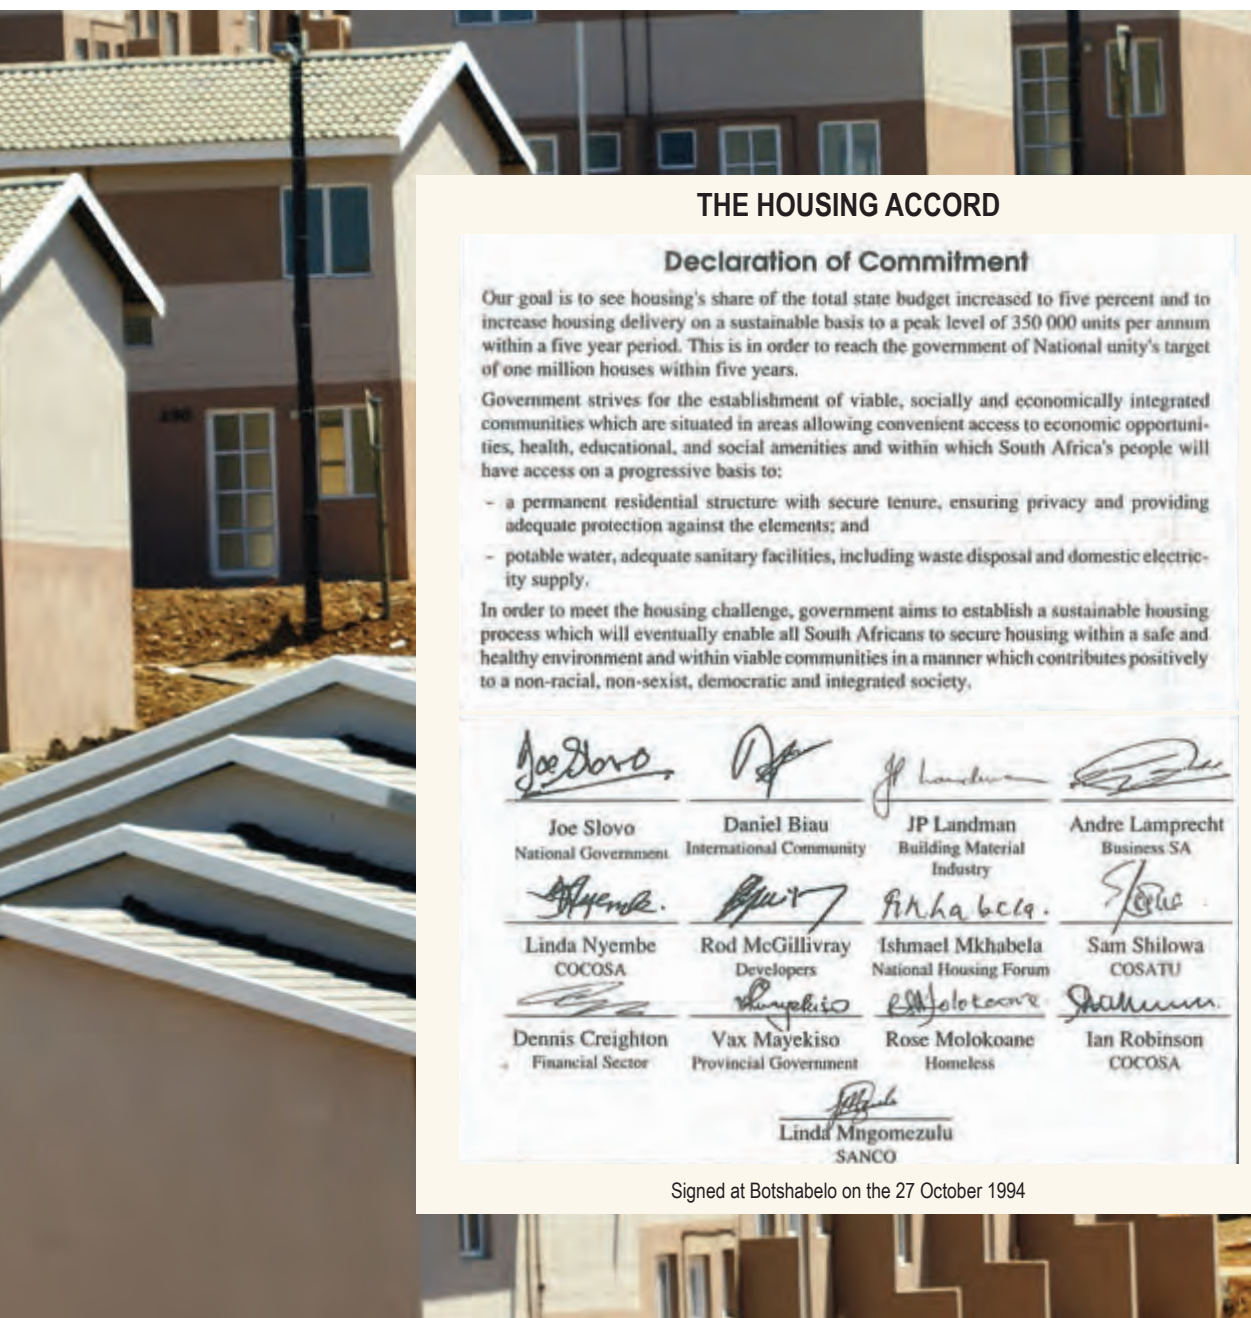 THE HOUSING ACCORD
Declaration of Commitment
Our goal is to see housing's share of the total state budget increased to five percent and to
increase housing delivery on a sustainable basis to a peak level of 350 000 units per annum
within a five year period. This is in order to reach the government of National unity's target
of one million houses within five years.
Government strives for the establishment of viable, socially and economically integrated
communities which are situated in areas allowing convenient access to economic opportuni-
ties, health, educational, and social amenities and within which South Africa's people will
have access on a progressive basis to:
- a permanent residential structure with secure tenure, ensuring privacy and providing
adequate protection against the elements; and
- potable water, adequate sanitary facilities, including waste disposal and domestic electric-
ity supply.
In order to meet the housing challenge, government aims to establish a sustainable housing
process which will eventually enable all South Africans to secure housing within a safe and
healthy environment and within viable communities in a manner which contributes positively
to a non-racial, non-sexist, democratic and integrated society.
Joe Slovo
Joe Slovo Daniel Biau JP Landman Andre Lamprecht
National Government International Community Building Material Business SA
Industry
Linda Nyembe Rod McGillivray Ishmael Mkhabela Sam Shilowa
COCOSA Developers National Housing Forum COSATU
Dennis Creighton Vax Mayekiso Rose Molokoane Ian Robinson
Financial Sector Provincial Government Homeless COCOSA
Linda Mngomezulu
SANCO
Signed at Botshabelo on the 27 October 1994